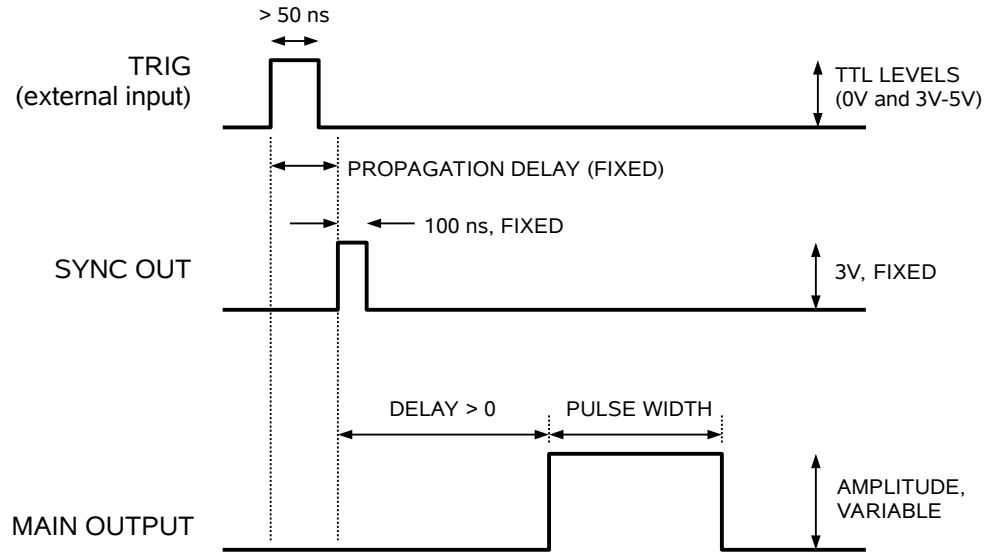 > 50 ns
TRIG
(external input)
TTL LEVELS
(0V and 3V-5V)
PROPAGATION DELAY (FIXED)
100 ns, FIXED
SYNC OUT
3V, FIXED
DELAY > 0
PULSE WIDTH
AMPLITUDE,
VARIABLE
MAIN OUTPUT